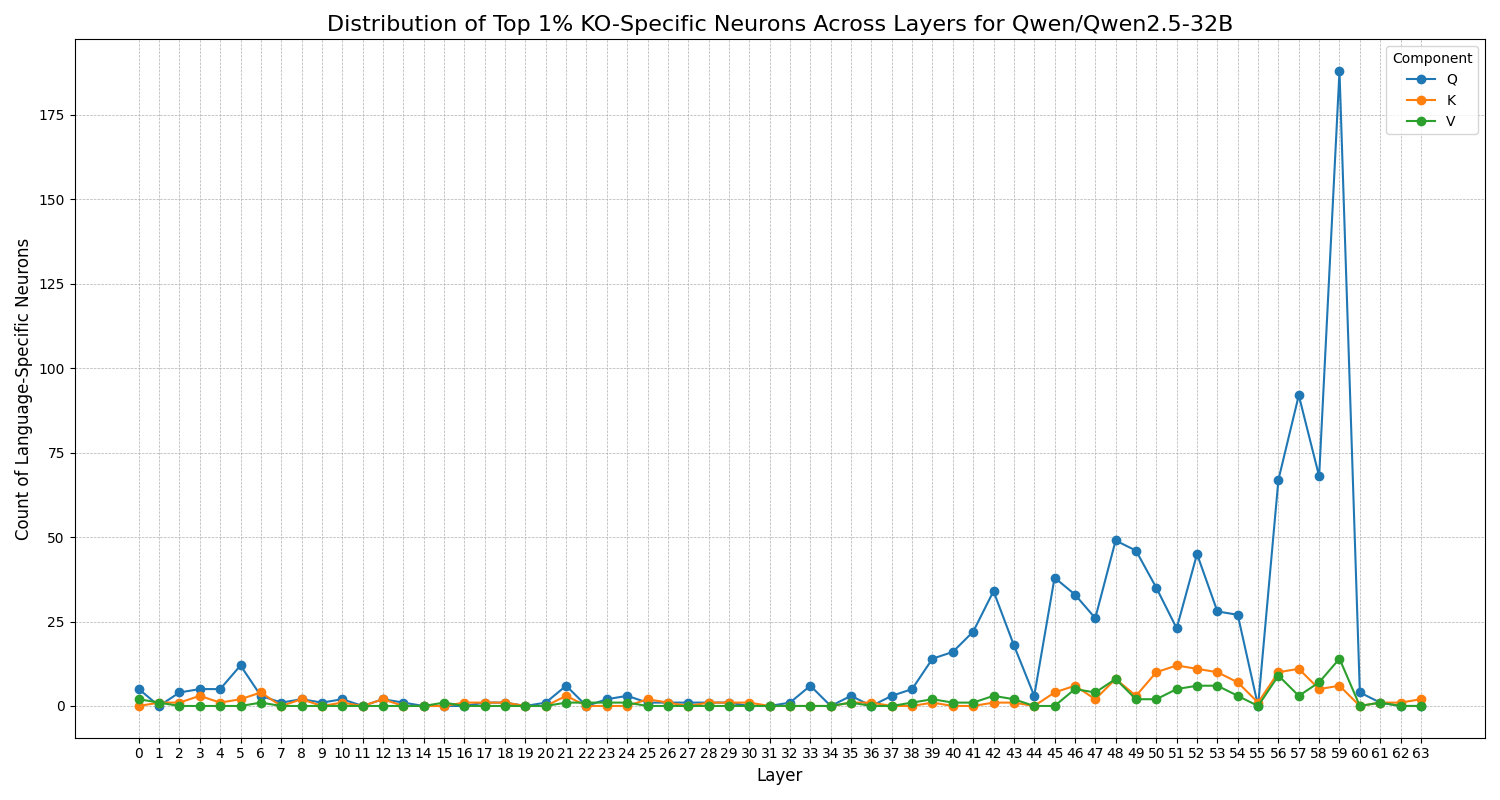 Distribution of Top 1% KO-Specific Neurons Across Layers for Qwen/Qwen2.5-32B
Component
Q
K
V
Count of Language-Specific Neurons
175
150
125
100
75
50
25
0
0 1 2 3 4 5 6 7 8 9 10 11 12 13 14 15 16 17 18 19 20 21 22 23 24 25 26 27 28 29 30 31 32 33 34 35 36 37 38 39 40 41 42 43 44 45 46 47 48 49 50 51 52 53 54 55 56 57 58 59 60 61 62 63
Layer